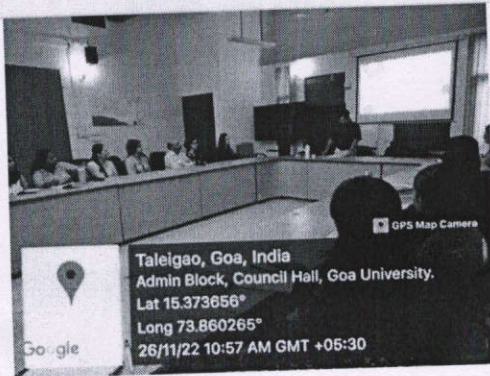 GPS Map Camera
Taleigao, Goa, India
Admin Block, Council Hall, Goa University.
Lat 15.373656°
Long 73.860265°
26/11/22 10:57 AM GMT +05:30
Google